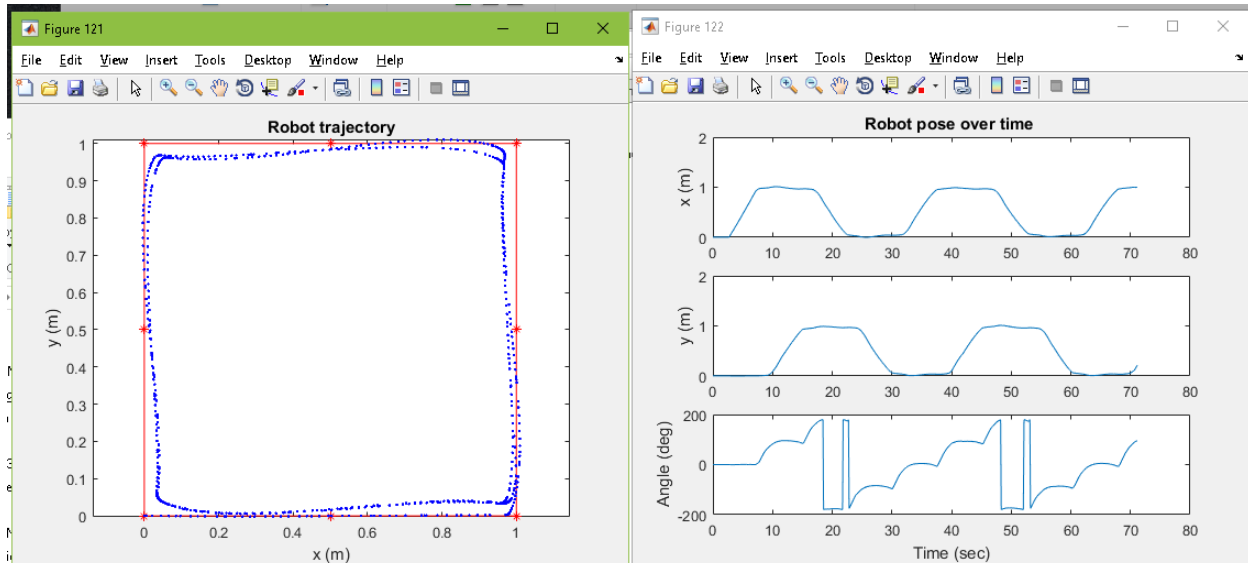 Figure 121
File Edit View Insert Tools Desktop Window Help
Robot trajectory
1
0.9
0.8
0.7
0.6
0.5
0.4
0.3
0.2
0.1
0
y (m)
0 0.2 0.4 0.6 0.8 1
x (m)
Figure 122
File Edit View Insert Tools Desktop Window Help
Robot pose over time
2
1
0
x (m)
0 10 20 30 40 50 60 70 80
2
1
0
y (m)
0 10 20 30 40 50 60 70 80
200
0
-200
Angle (deg)
0 10 20 30 40 50 60 70 80
Time (sec)